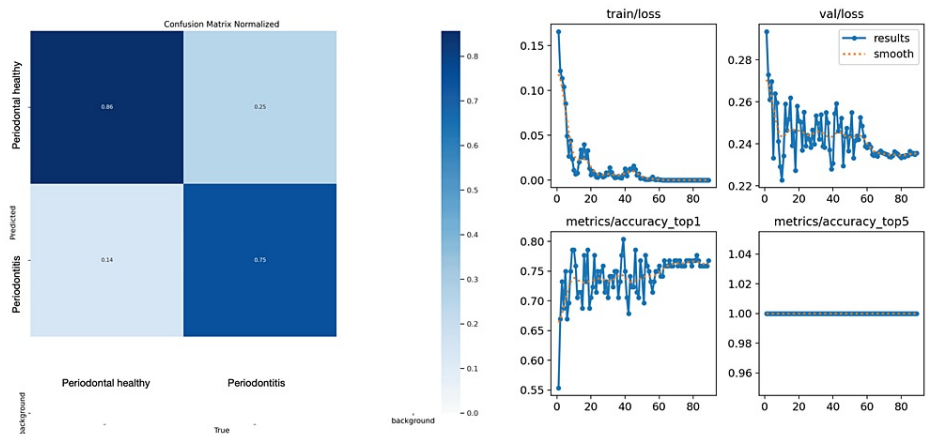 Confusion Matrix Normalized
Periodontal healthy
Predicted
Periodontitis
background
0.86
0.25
0.14
0.75
Periodontal healthy
Periodontitis
background
True
0.8
0.7
0.6
0.5
0.4
0.3
0.2
0.1
0.0
train/loss
0.15
0.10
0.05
0.00
0 20 40 60 80
val/loss
results
smooth
0.28
0.26
0.24
0.22
0 20 40 60 80
metrics/accuracy_top1
0.80
0.75
0.70
0.65
0.60
0.55
0 20 40 60 80
metrics/accuracy_top5
1.04
1.02
1.00
0.98
0.96
0 20 40 60 80